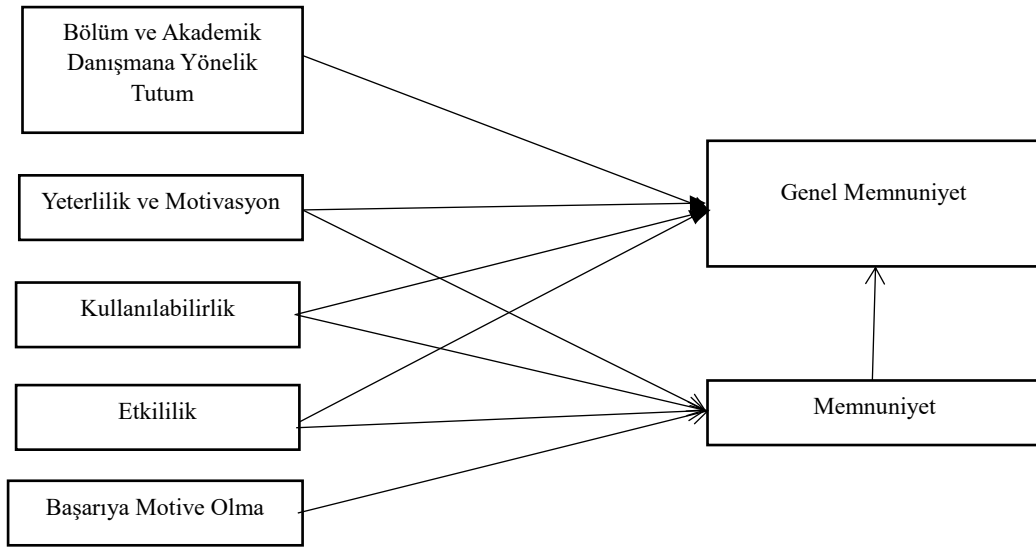 Bölüm ve Akademik
Danışmana Yönelik
Tutum
Yeterlilik ve Motivasyon
Kullanılabilirlik
Etkililik
Başarıya Motive Olma
Genel Memnuniyet
Memnuniyet